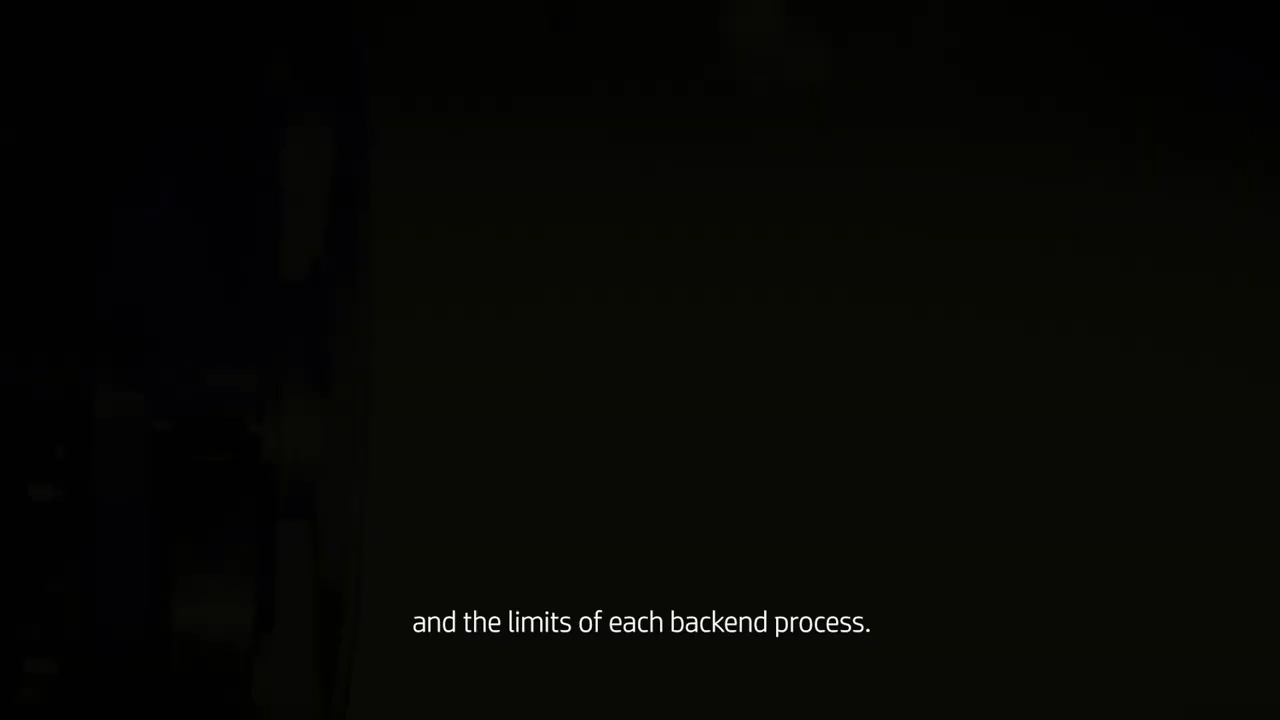 and the limits of each backend process.